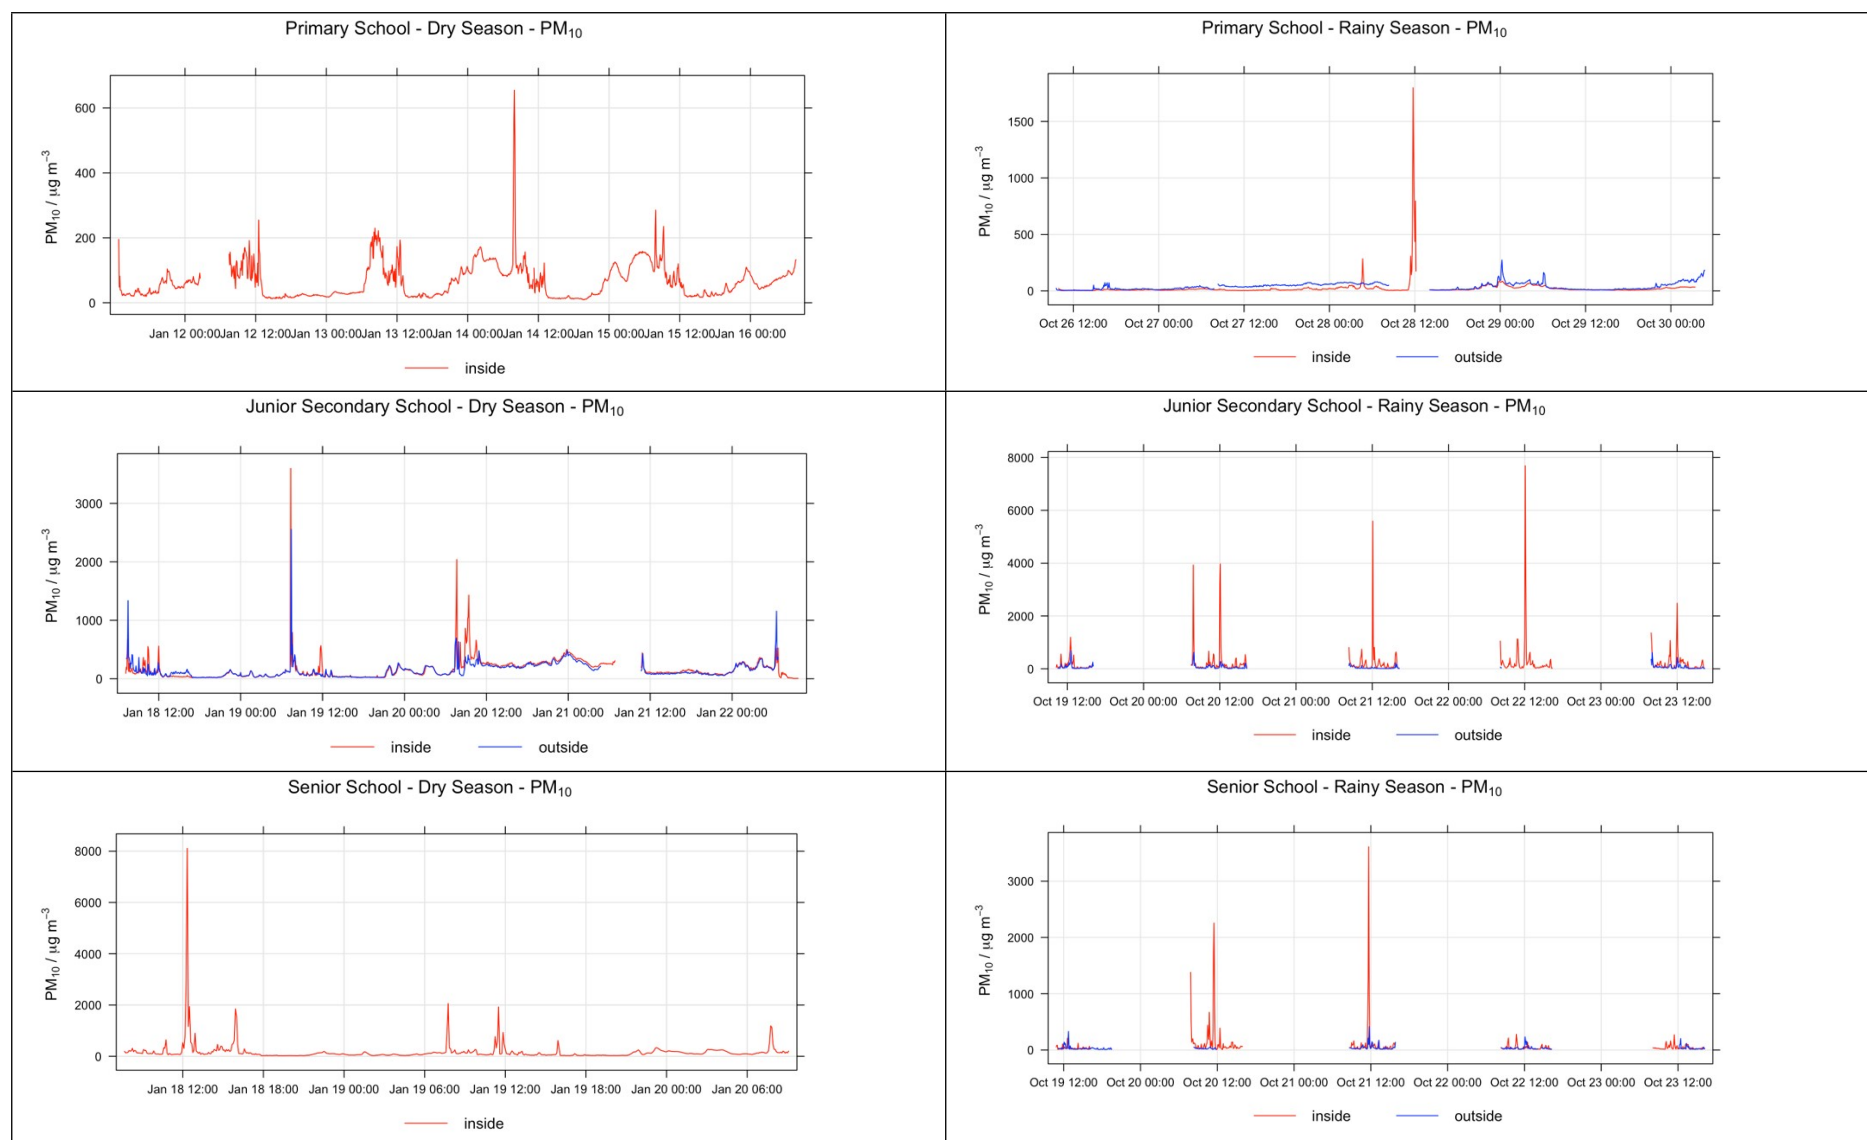 Primary School - Dry Season - PM₁₀
PM₁₀ / μg m⁻³
600
400
200
0
Jan 12 00:00 Jan 12 12:00 Jan 13 00:00 Jan 13 12:00 Jan 14 00:00 Jan 14 12:00 Jan 15 00:00 Jan 15 12:00 Jan 16 00:00
inside
Primary School - Rainy Season - PM₁₀
PM₁₀ / μg m⁻³
1500
1000
500
0
Oct 26 12:00 Oct 27 00:00 Oct 27 12:00 Oct 28 00:00 Oct 28 12:00 Oct 29 00:00 Oct 29 12:00 Oct 30 00:00
inside outside
Junior Secondary School - Dry Season - PM₁₀
PM₁₀ / μg m⁻³
3000
2000
1000
0
Jan 18 12:00 Jan 19 00:00 Jan 19 12:00 Jan 20 00:00 Jan 20 12:00 Jan 21 00:00 Jan 21 12:00 Jan 22 00:00
inside outside
Junior Secondary School - Rainy Season - PM₁₀
PM₁₀ / μg m⁻³
8000
6000
4000
2000
0
Oct 19 12:00 Oct 20 00:00 Oct 20 12:00 Oct 21 00:00 Oct 21 12:00 Oct 22 00:00 Oct 22 12:00 Oct 23 00:00 Oct 23 12:00
inside outside
Senior School - Dry Season - PM₁₀
PM₁₀ / μg m⁻³
8000
6000
4000
2000
0
Jan 18 12:00 Jan 18 18:00 Jan 19 00:00 Jan 19 06:00 Jan 19 12:00 Jan 19 18:00 Jan 20 00:00 Jan 20 06:00
inside
Senior School - Rainy Season - PM₁₀
PM₁₀ / μg m⁻³
3000
2000
1000
0
Oct 19 12:00 Oct 20 00:00 Oct 20 12:00 Oct 21 00:00 Oct 21 12:00 Oct 22 00:00 Oct 22 12:00 Oct 23 00:00 Oct 23 12:00
inside outside